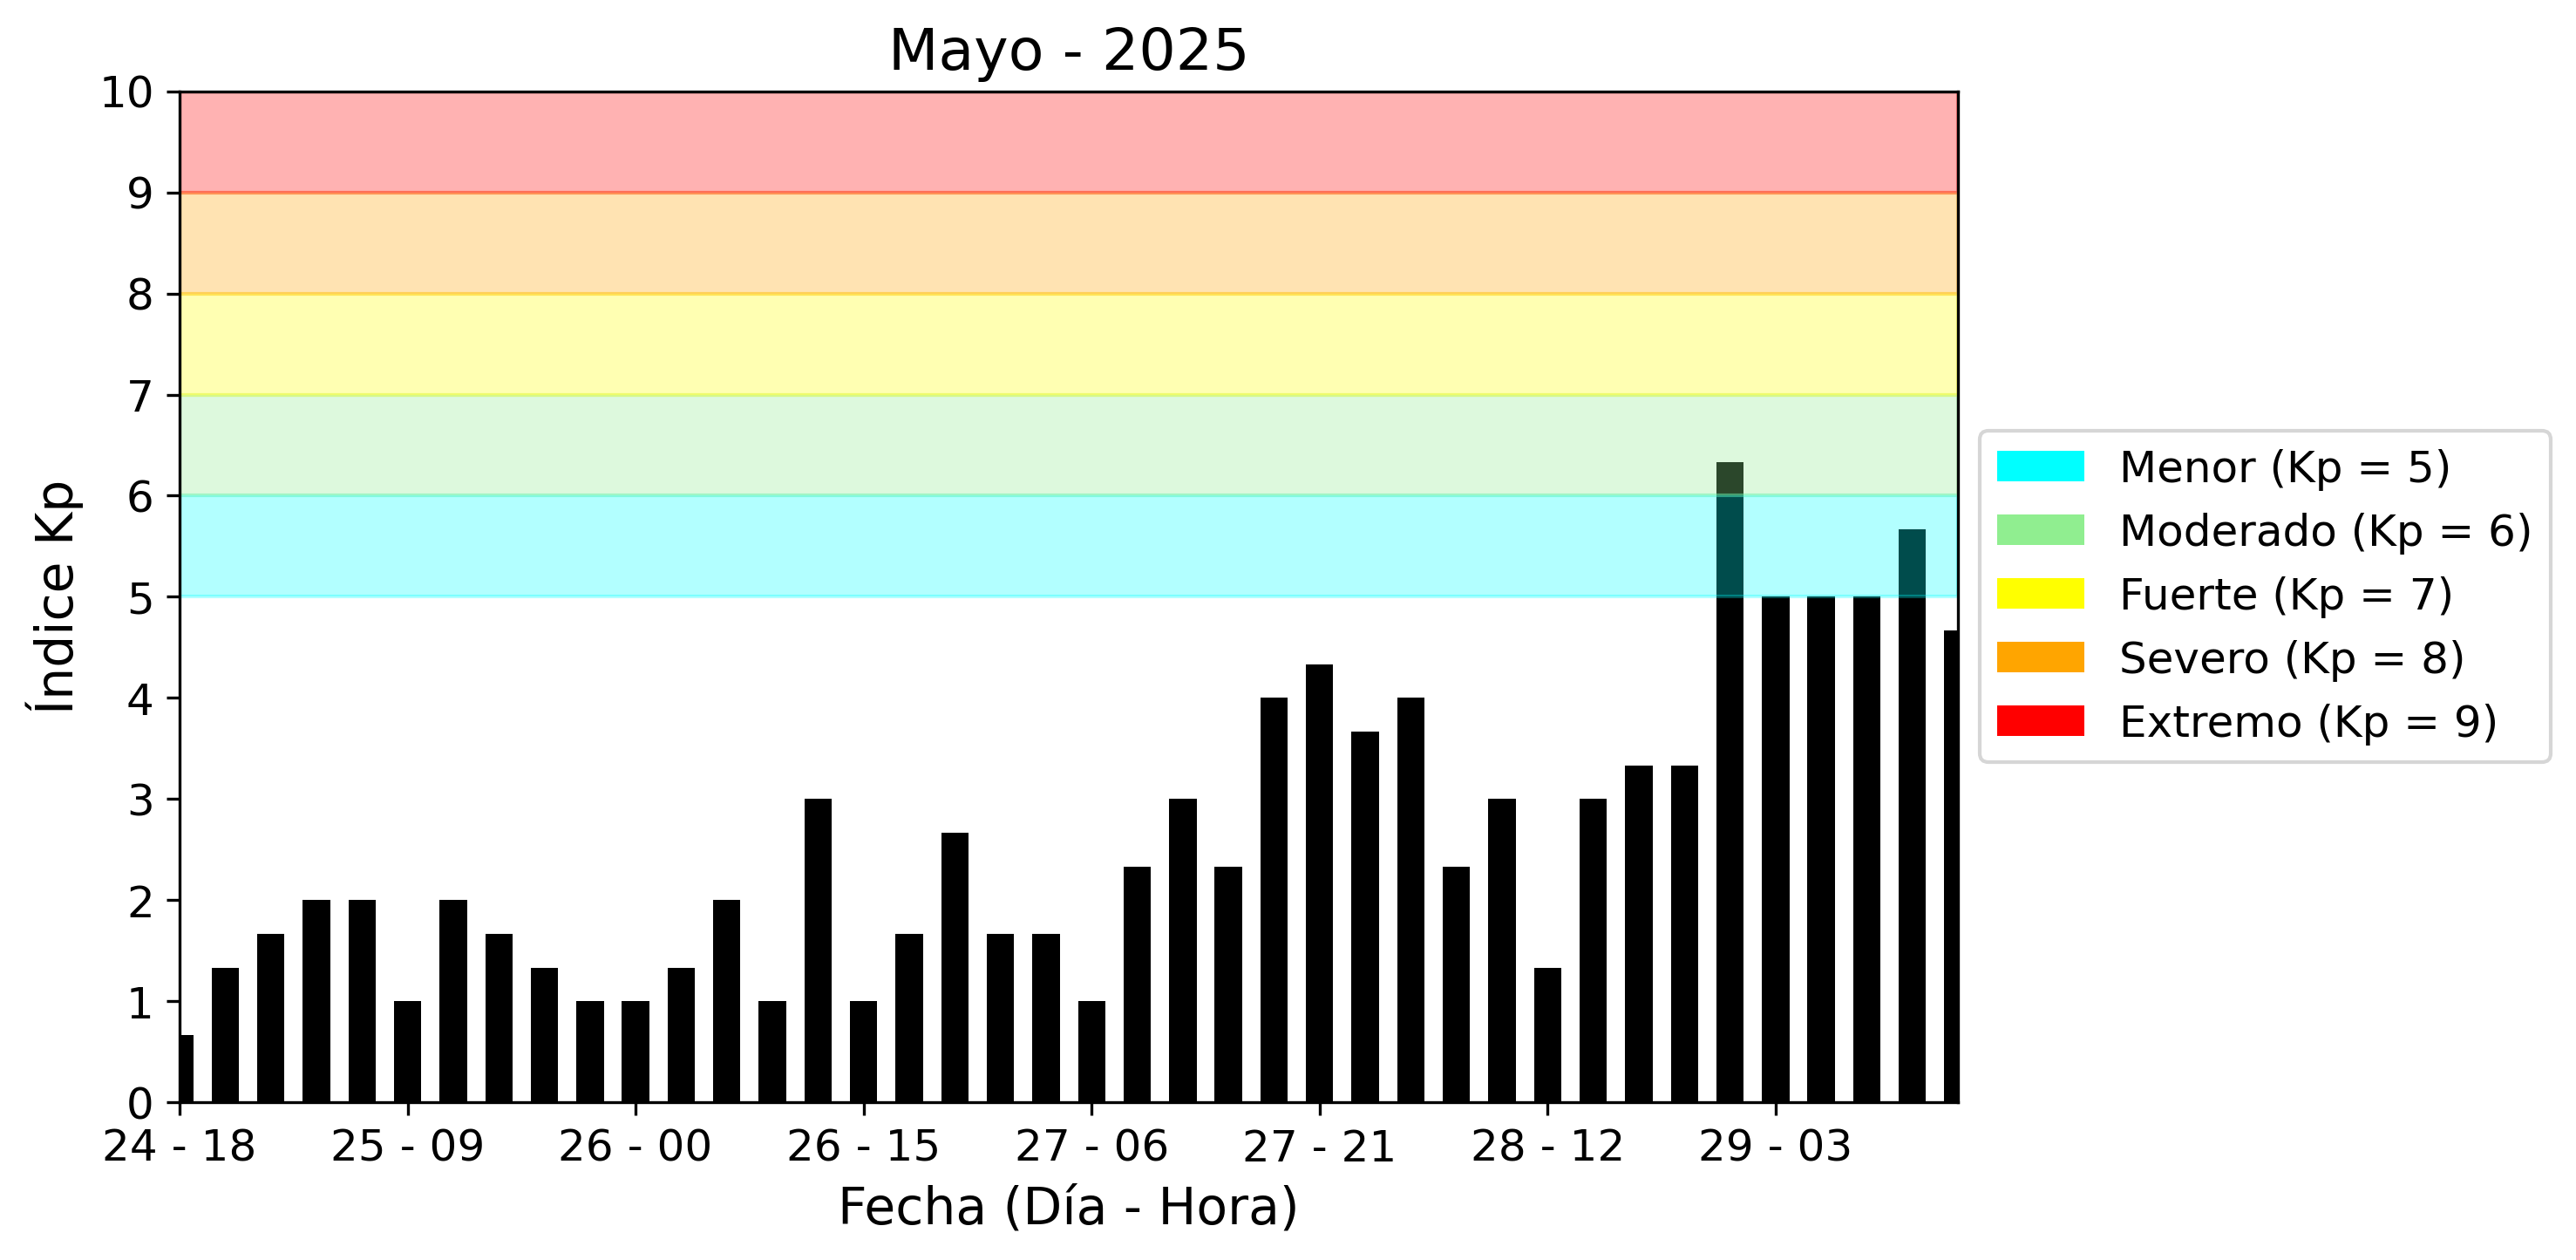 Mayo - 2025
10
9
8
7
6
5
4
3
2
1
0
Índice Kp
24 - 18
25 - 09
26 - 00
26 - 15
27 - 06
27 - 21
28 - 12
29 - 03
Fecha (Día - Hora)
Menor (Kp = 5)
Moderado (Kp = 6)
Fuerte (Kp = 7)
Severo (Kp = 8)
Extremo (Kp = 9)